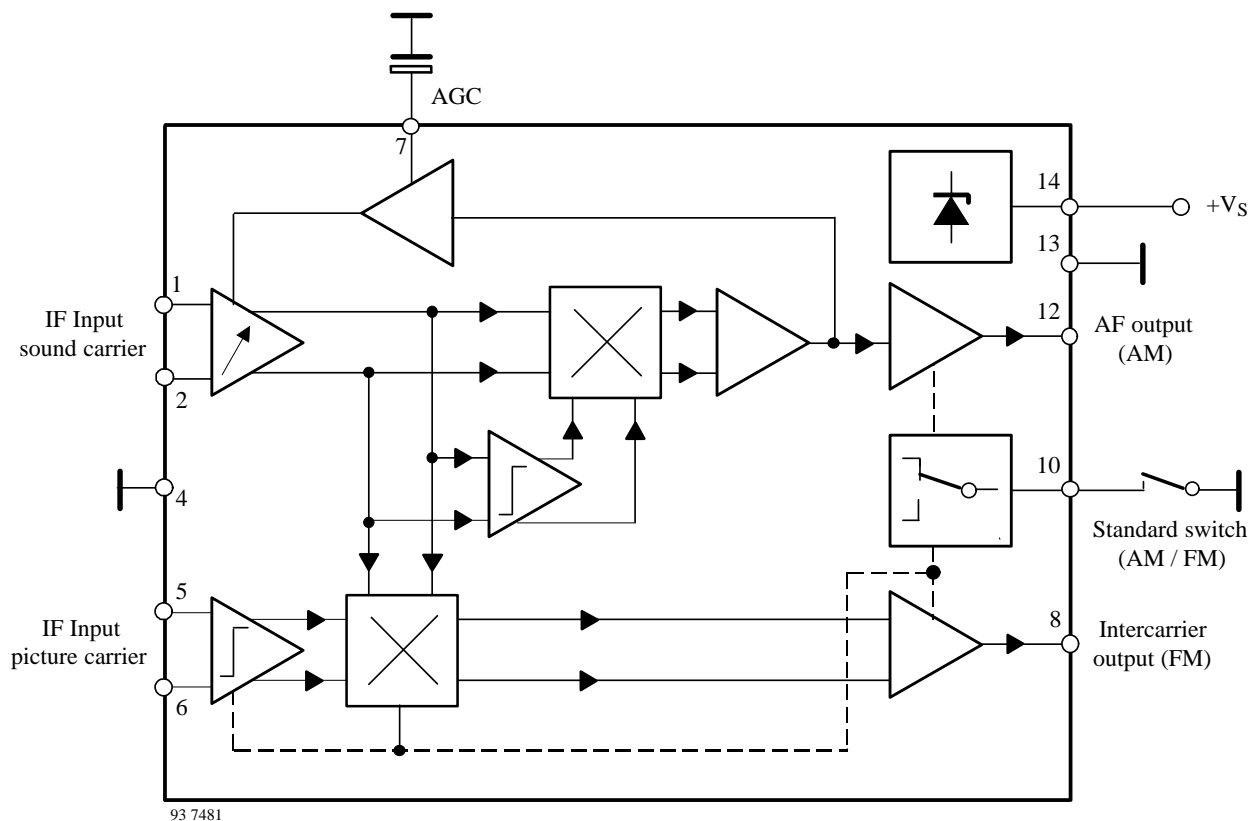 AGC
7
14
+VS
13
1
IF Input
sound carrier
2
12
AF output
(AM)
4
10
Standard switch
(AM / FM)
5
IF Input
picture carrier
6
8
Intercarrier
output (FM)
93 7481